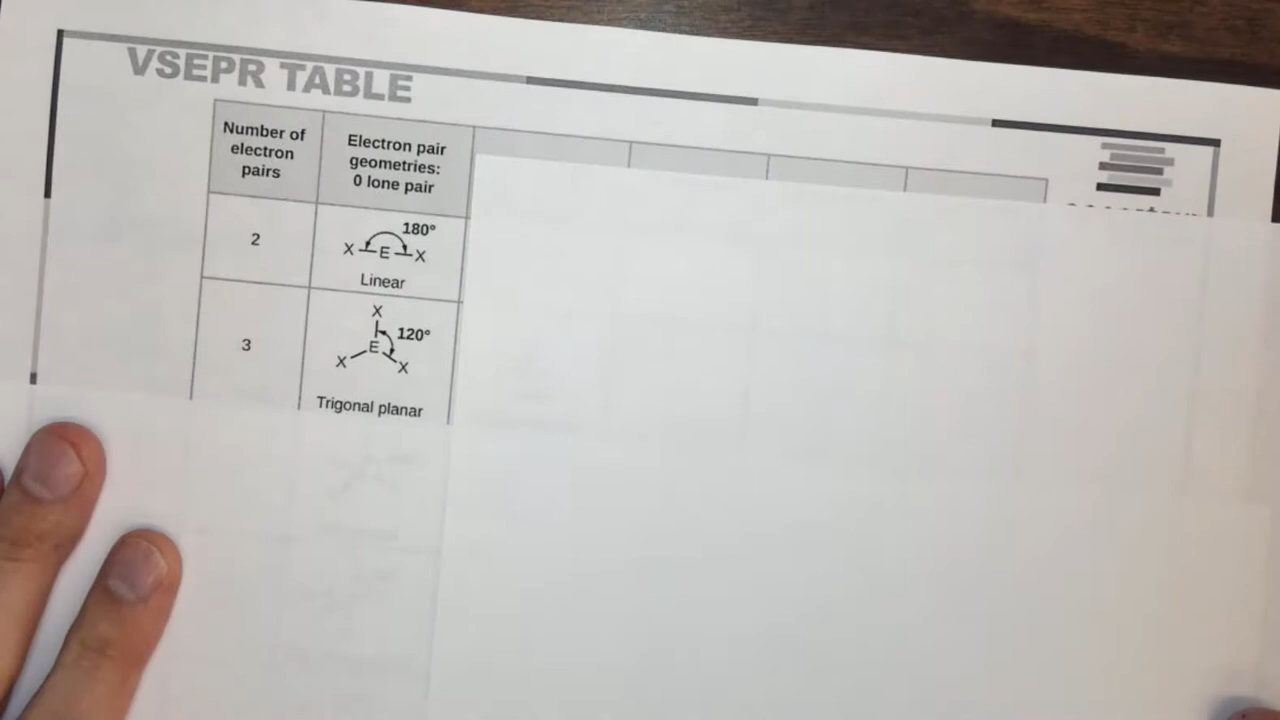 VSEPR TABLE
Number of
electron
pairs
Electron pair
geometries:
0 lone pair
2
180°
X E X
Linear
3
X
120°
E
X X
Trigonal planar